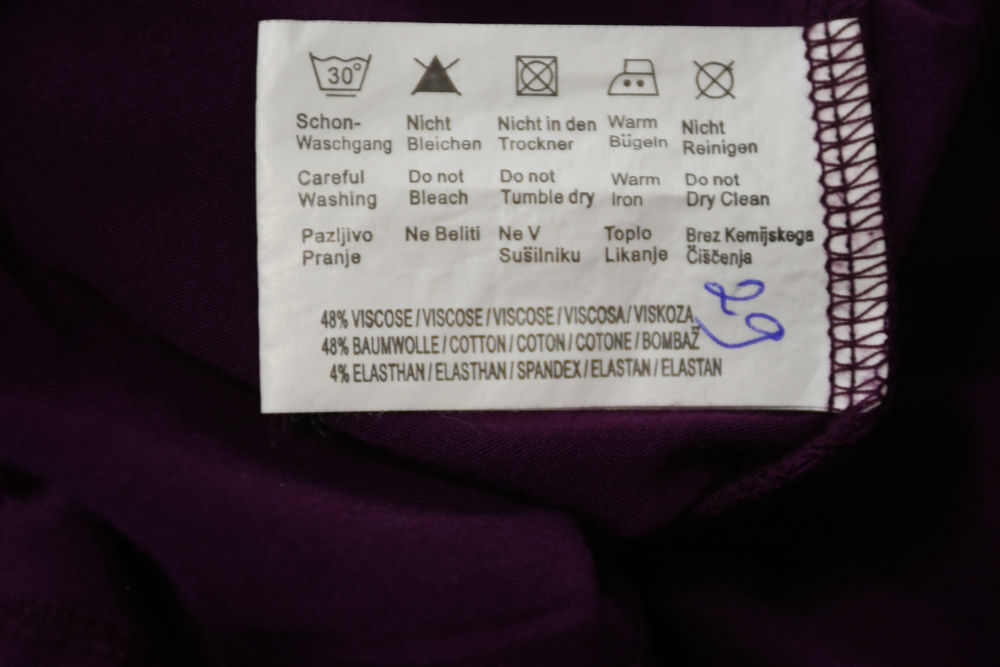 30°
Schon-
Waschgang
Nicht
Bleichen
Nicht in den
Trockner
Warm
Bügeln
Nicht
Reinigen
Careful
Washing
Do not
Bleach
Do not
Tumble dry
Warm
Iron
Do not
Dry Clean
Pazljivo
Pranje
Ne Beliti
Ne V
Sušilniku
Toplo
Likanje
Brez Kemijskega
Čiščenja
48% VISCOSE / VISCOSE / VISCOSE / VISCOSA / VISKOZA
48% BAUMWOLLE / COTTON / COTON / COTONE / BOMBAŽ
4% ELASTHAN / ELASTHAN / SPANDEX / ELASTAN / ELASTAN